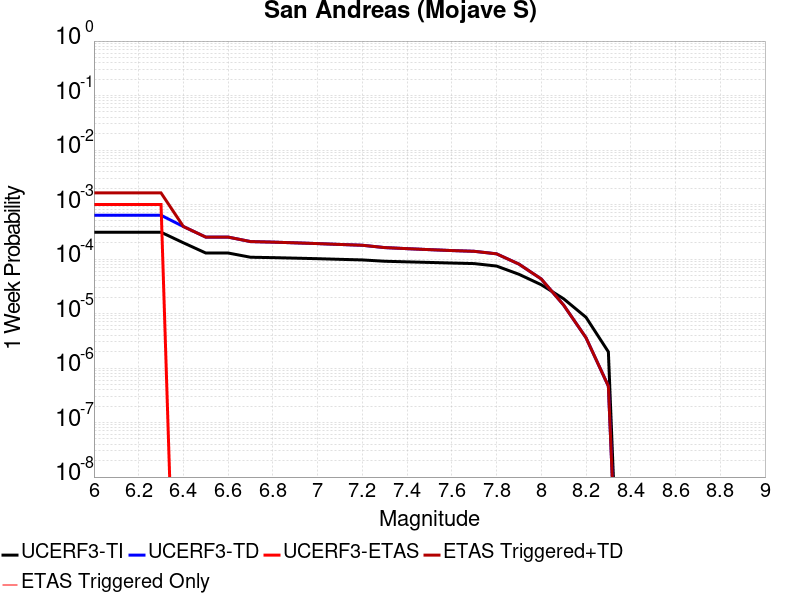 San Andreas (Mojave S)
10^0
10^-1
10^-2
10^-3
10^-4
10^-5
10^-6
10^-7
10^-8
1 Week Probability
6 6.2 6.4 6.6 6.8 7 7.2 7.4 7.6 7.8 8 8.2 8.4 8.6 8.8 9
Magnitude
UCERF3-TI UCERF3-TD UCERF3-ETAS ETAS Triggered+TD
ETAS Triggered Only